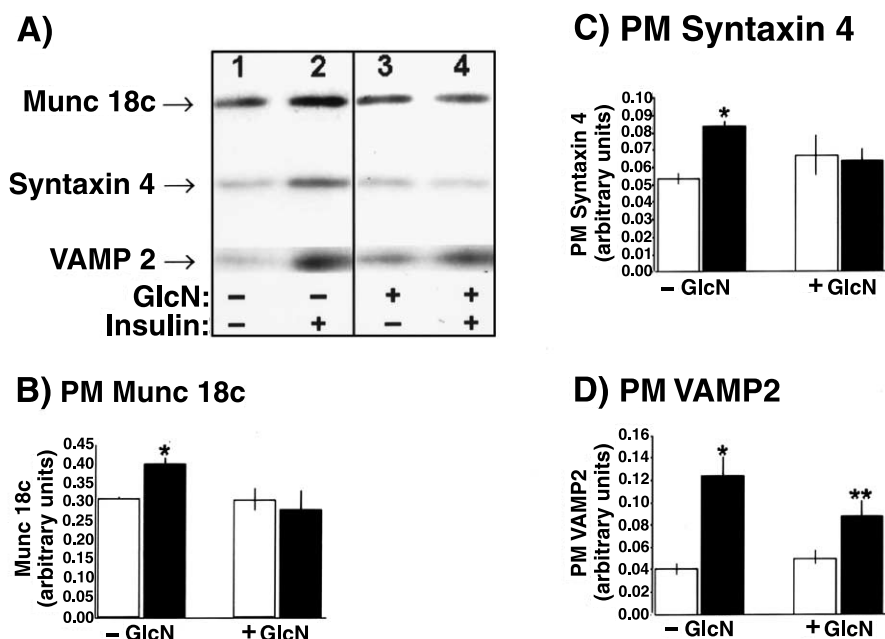 A)
1 2 3 4
Munc 18c →
Syntaxin 4 →
VAMP 2 →
GlcN: – – + +
Insulin: – + – +
B) PM Munc 18c
Munc 18c
(arbitrary units)
0.45
0.40
0.35
0.30
0.25
0.20
0.15
0.10
0.05
0.00
*
– GlcN + GlcN
C) PM Syntaxin 4
PM Syntaxin 4
(arbitrary units)
0.10
0.09
0.08
0.07
0.06
0.05
0.04
0.03
0.02
0.01
0.00
*
– GlcN + GlcN
D) PM VAMP2
PM VAMP2
(arbitrary units)
0.16
0.14
0.12
0.10
0.08
0.06
0.04
0.02
0.00
*
**
– GlcN + GlcN